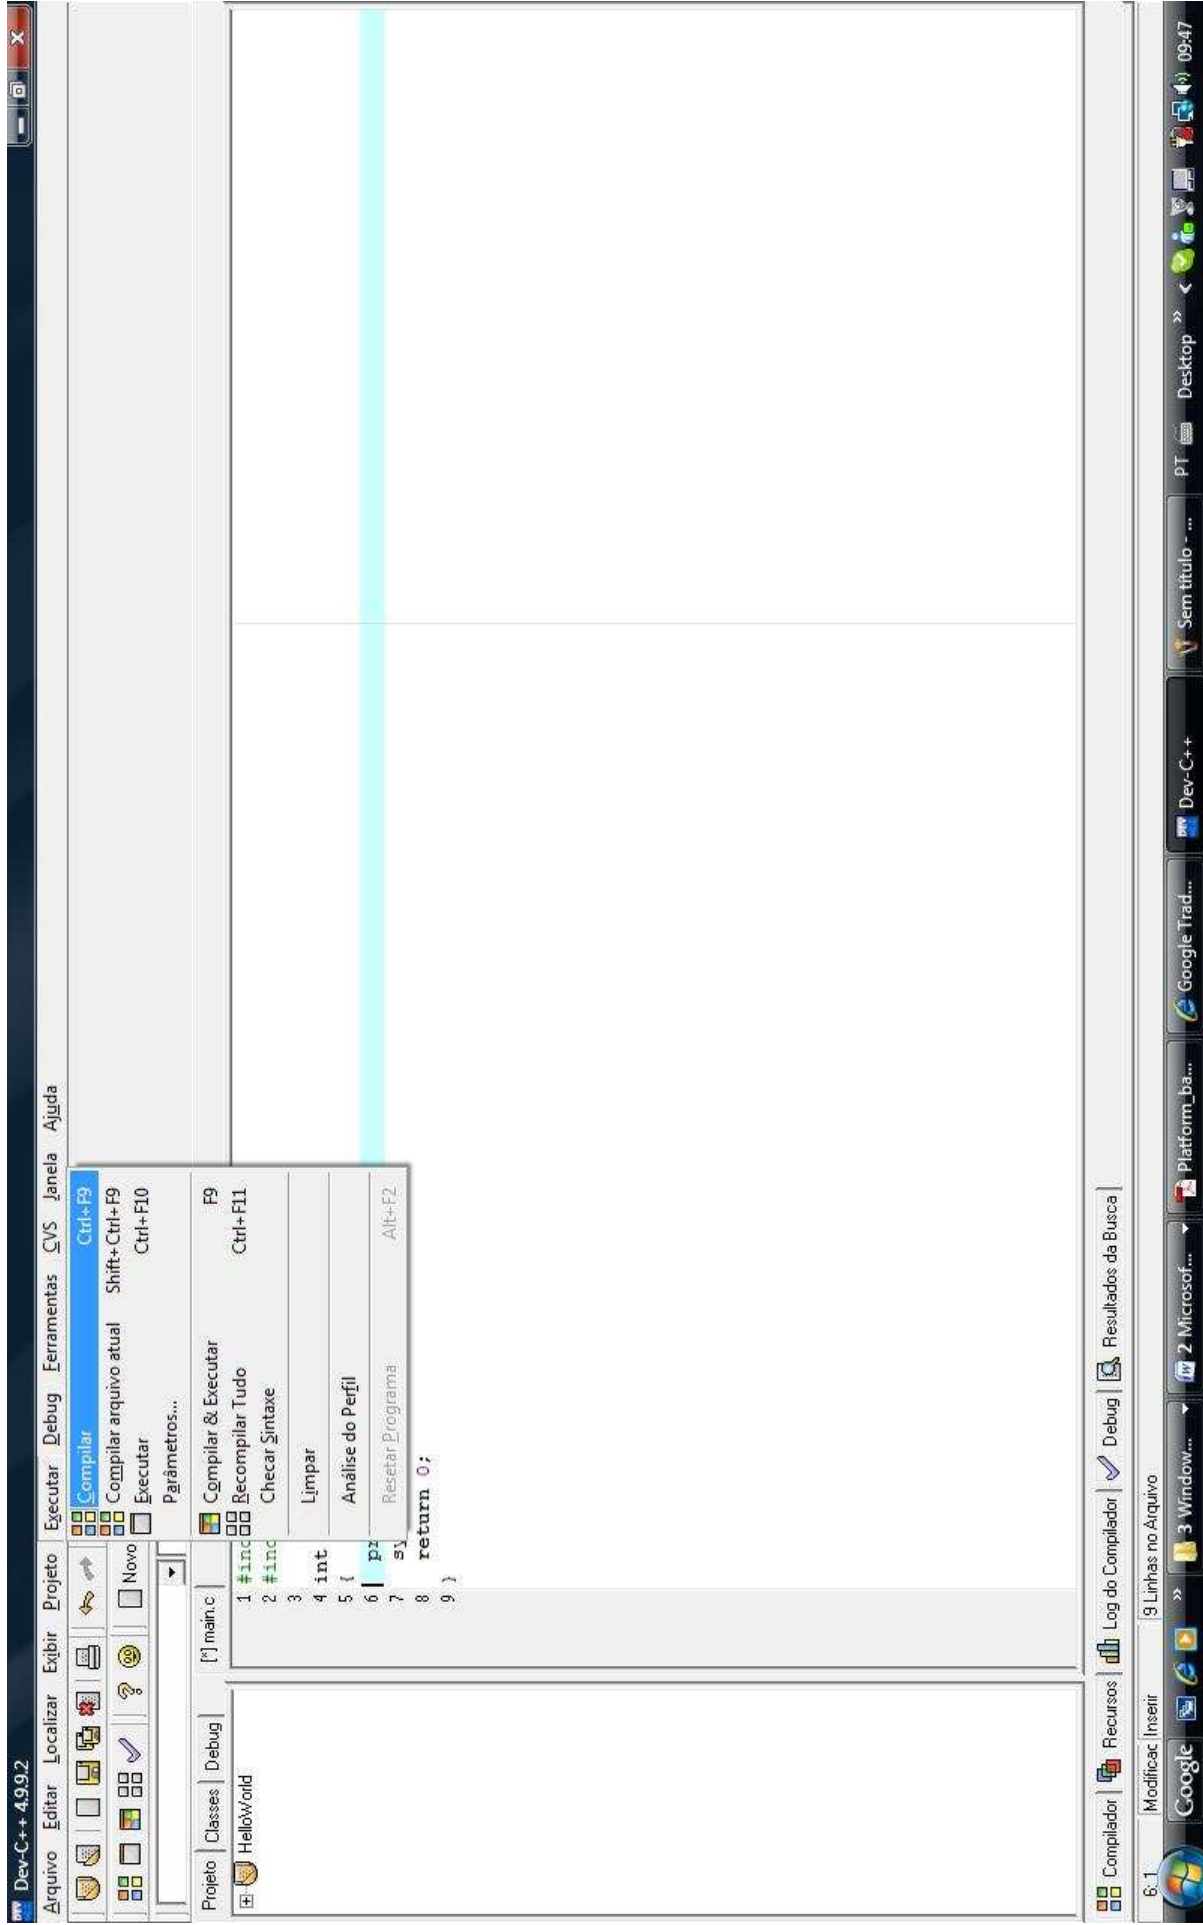 Dev-C++ 4.9.9.2
Arquivo Editar Localizar Exibir Projeto Executar Debug Ferramentas CVS Janela Ajuda
Compilar Ctrl+F9
Compilar arquivo atual Shift+Ctrl+F9
Executar Ctrl+F10
Parâmetros...
Compilar & Executar F9
Recompilar Tudo Ctrl+F11
Checar Sintaxe
Limpar
Análise do Perfil
Resetar Programa Alt+F2
Novo
Projeto Classes Debug
HelloWorld
[*] main.c
1 #inc
2 #inc
3
4 int
5 {
6 pr
7 sy
8 return 0;
9 }
Compilador Recursos Log do Compilador Debug Resultados da Busca
6: 1 Modificac Inserir 9 Linhas no Arquivo
Google » 3 Window... 2 Microsof... Platform_ba... Google Trad... Dev-C++ Sem título - ... PT Desktop » 09:47